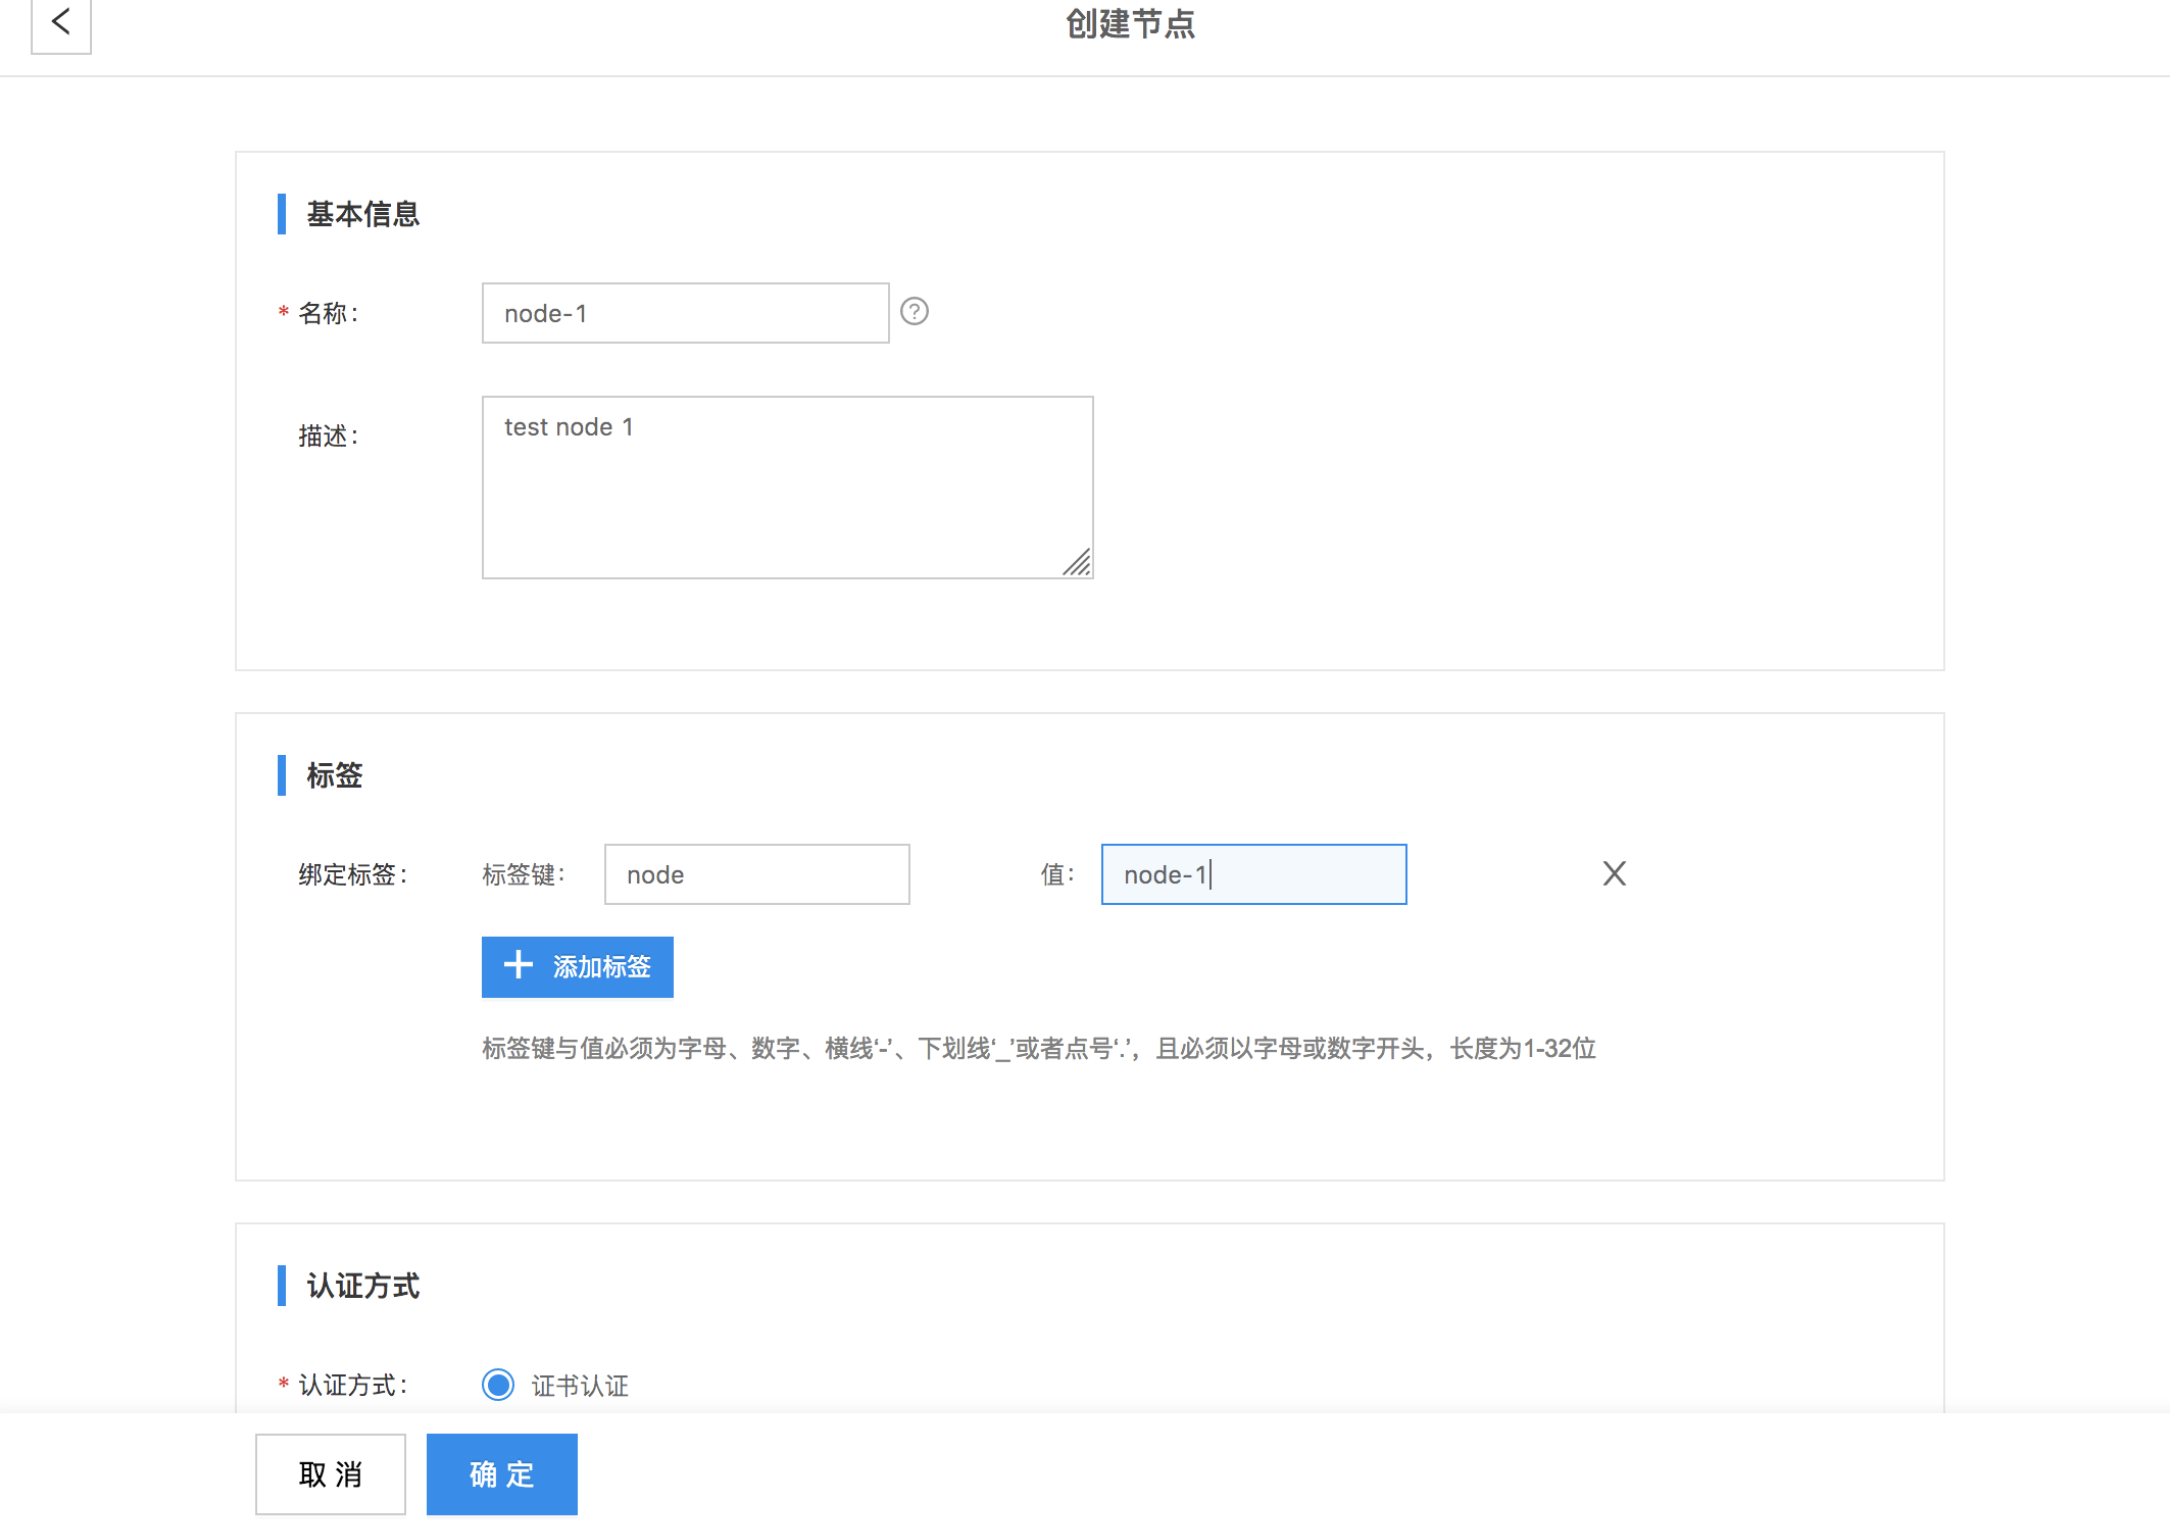 创建节点
基本信息
* 名称：
node-1
描述：
test node 1
标签
绑定标签： 标签键： node 值： node-1
添加标签
标签键与值必须为字母、数字、横线‘-’、下划线‘_’或者点号‘.’，且必须以字母或数字开头，长度为1-32位
认证方式
* 认证方式： 证书认证
取 消 确 定